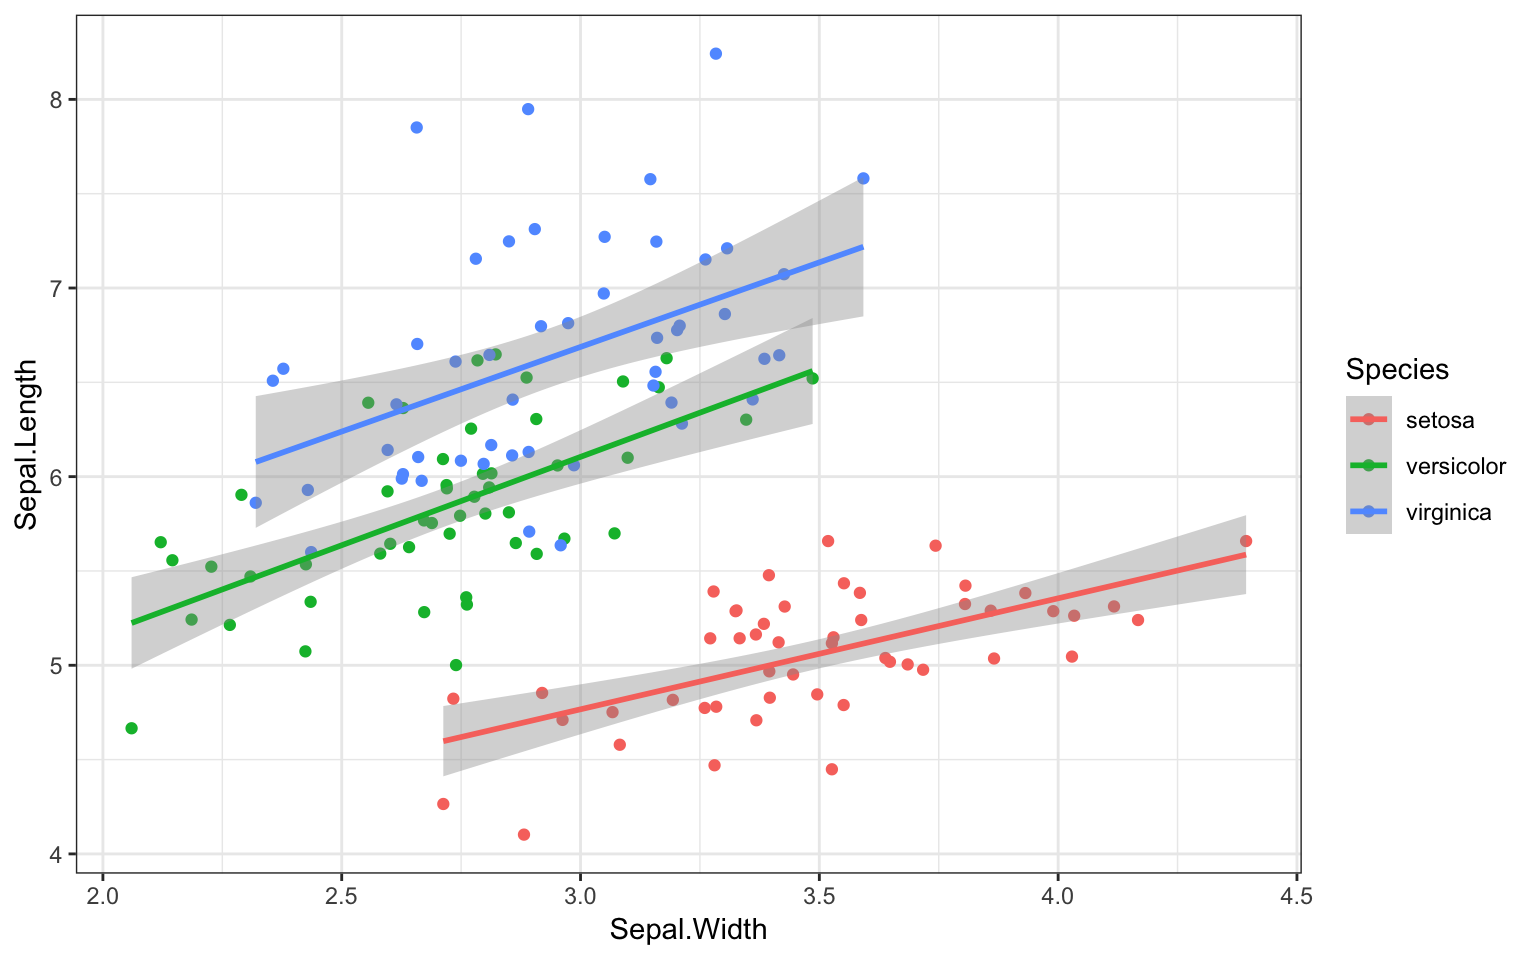 8
7
6
5
4
Sepal.Length
2.0 2.5 3.0 3.5 4.0 4.5
Sepal.Width
Species
setosa
versicolor
virginica